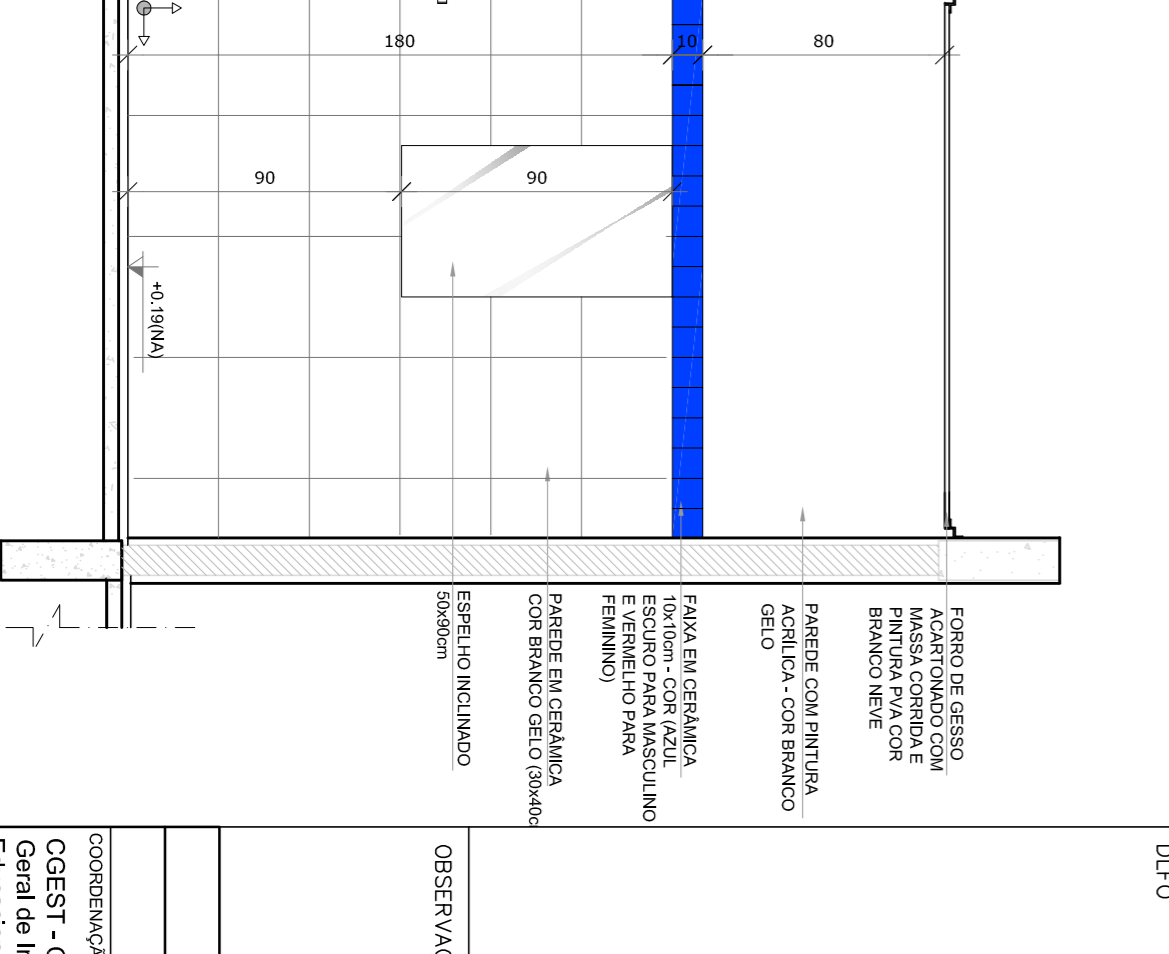 180
10
80
90
90
+0.19(NA)
FORRO DE GESSO
ACARTONADO COM
MASSA CORRIDA E
PINTURA PVA COR
BRANCO NEVE
PAREDE COM PINTURA
ACRÍLICA - COR BRANCO
GELO
FAIXA EM CERÂMICA
10x10cm - COR (AZUL
ESCURO PARA MASCULINO
E VERMELHO PARA
FEMININO)
PAREDE EM CERÂMICA
COR BRANCO GELO (30x40c
ESPELHO INCLINADO
50x90cm
DLFO
OBSERVAÇ
COORDENAÇÃ
CGEST - C
Geral de In